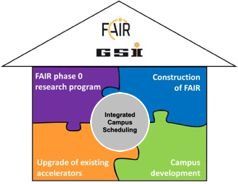 FAIR
GSI
FAIR phase 0
research program
Construction
of FAIR
Integrated
Campus
Scheduling
Upgrade of existing
accelerators
Campus
development